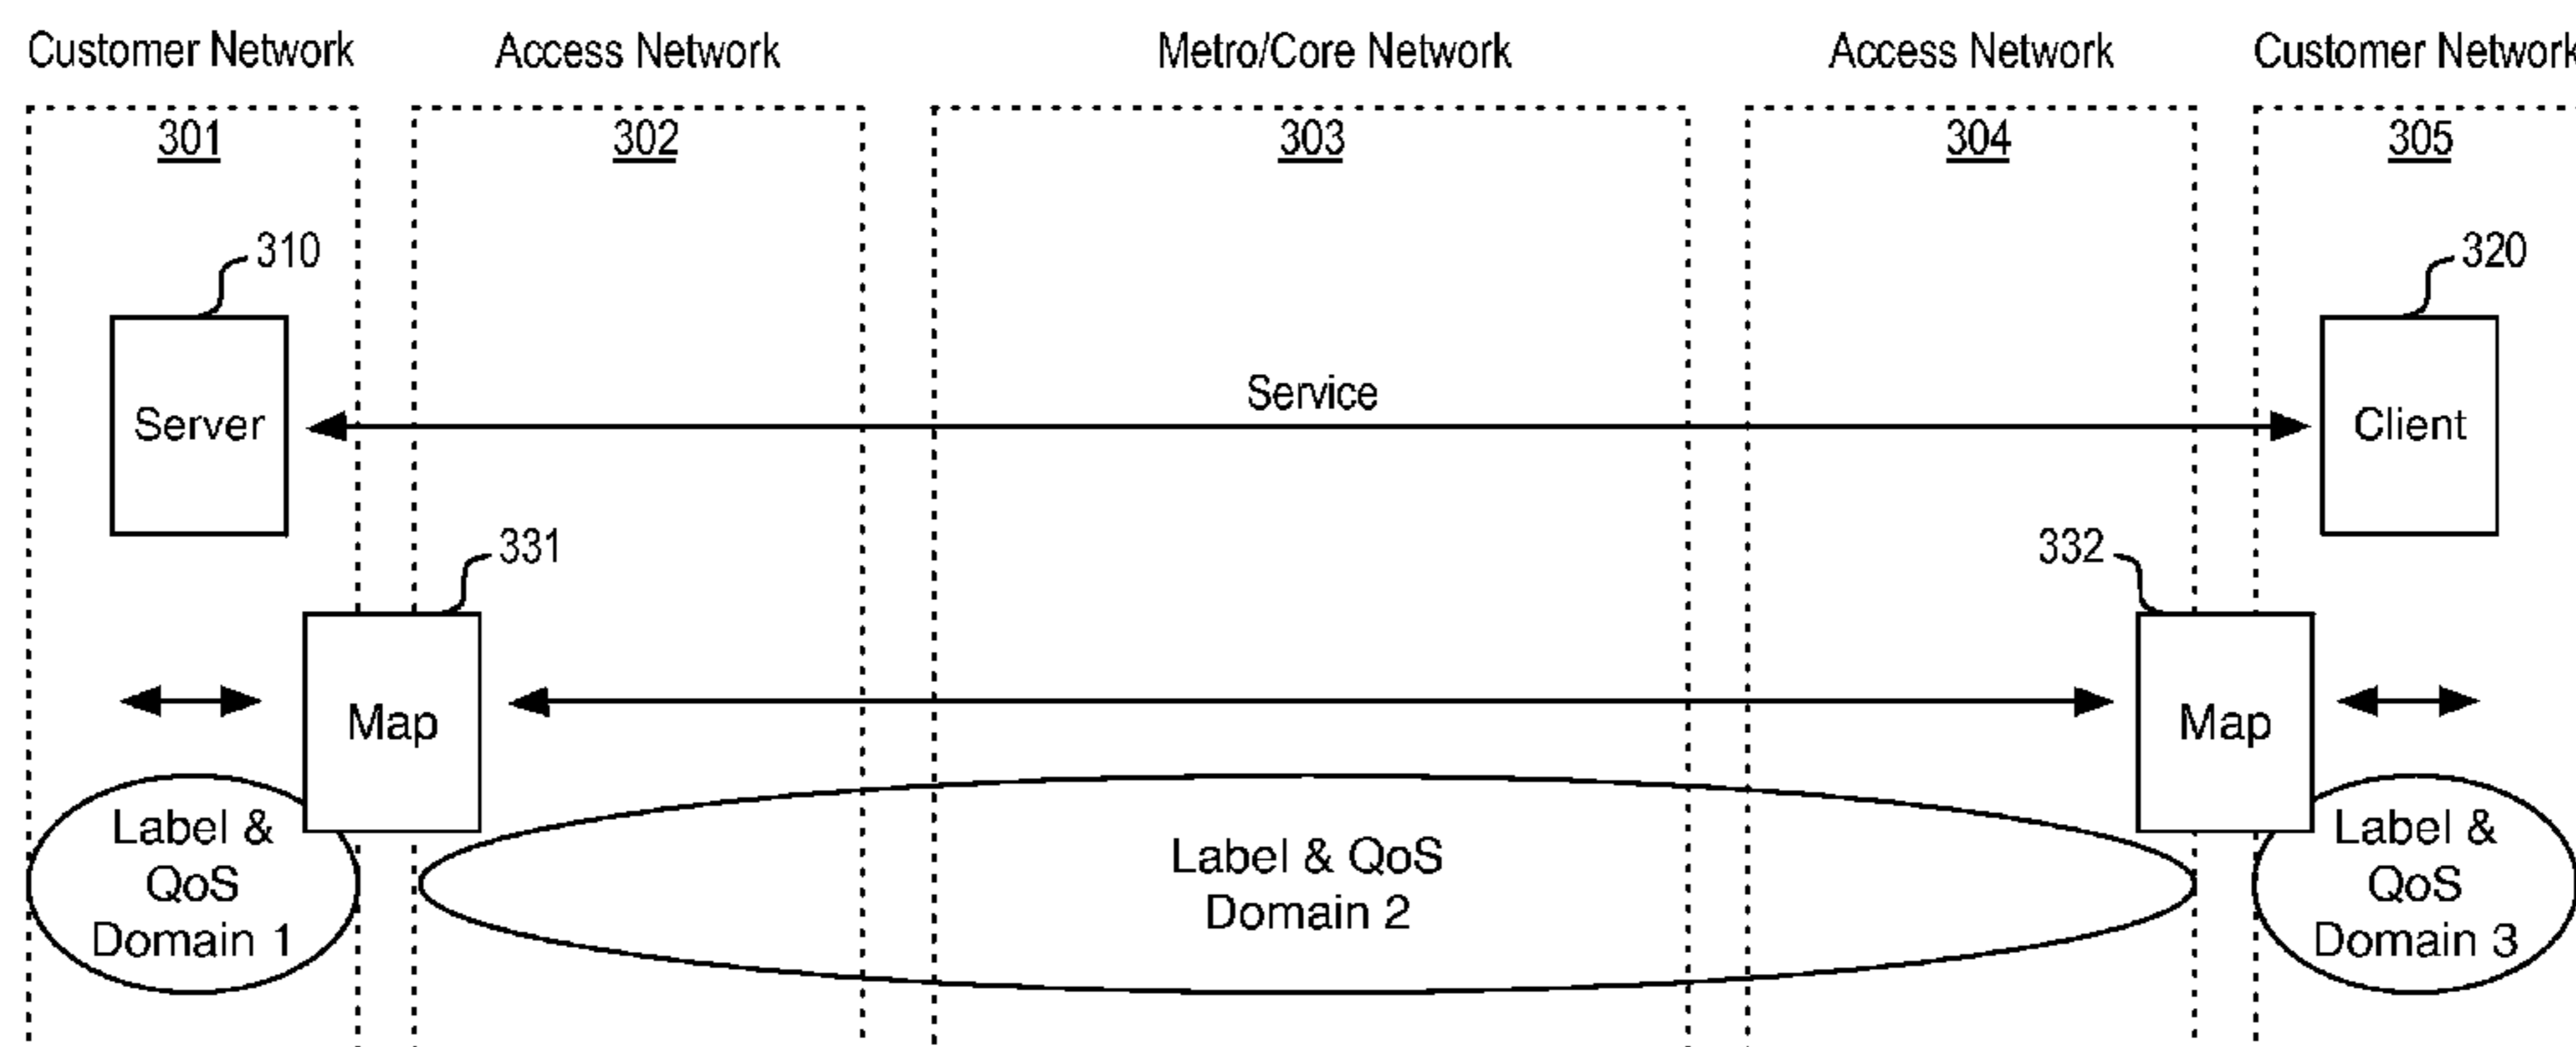 Customer Network
Access Network
Metro/Core Network
Access Network
Customer Network
301
302
303
304
305
310
320
Server
Service
Client
331
332
Map
Map
Label &
QoS
Domain 1
Label & QoS
Domain 2
Label &
QoS
Domain 3